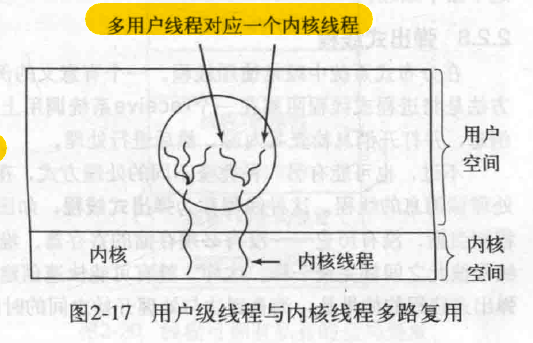 多用户线程对应一个内核线程
用户
空间
内核
内核线程
内核
空间
图2-17 用户级线程与内核线程多路复用